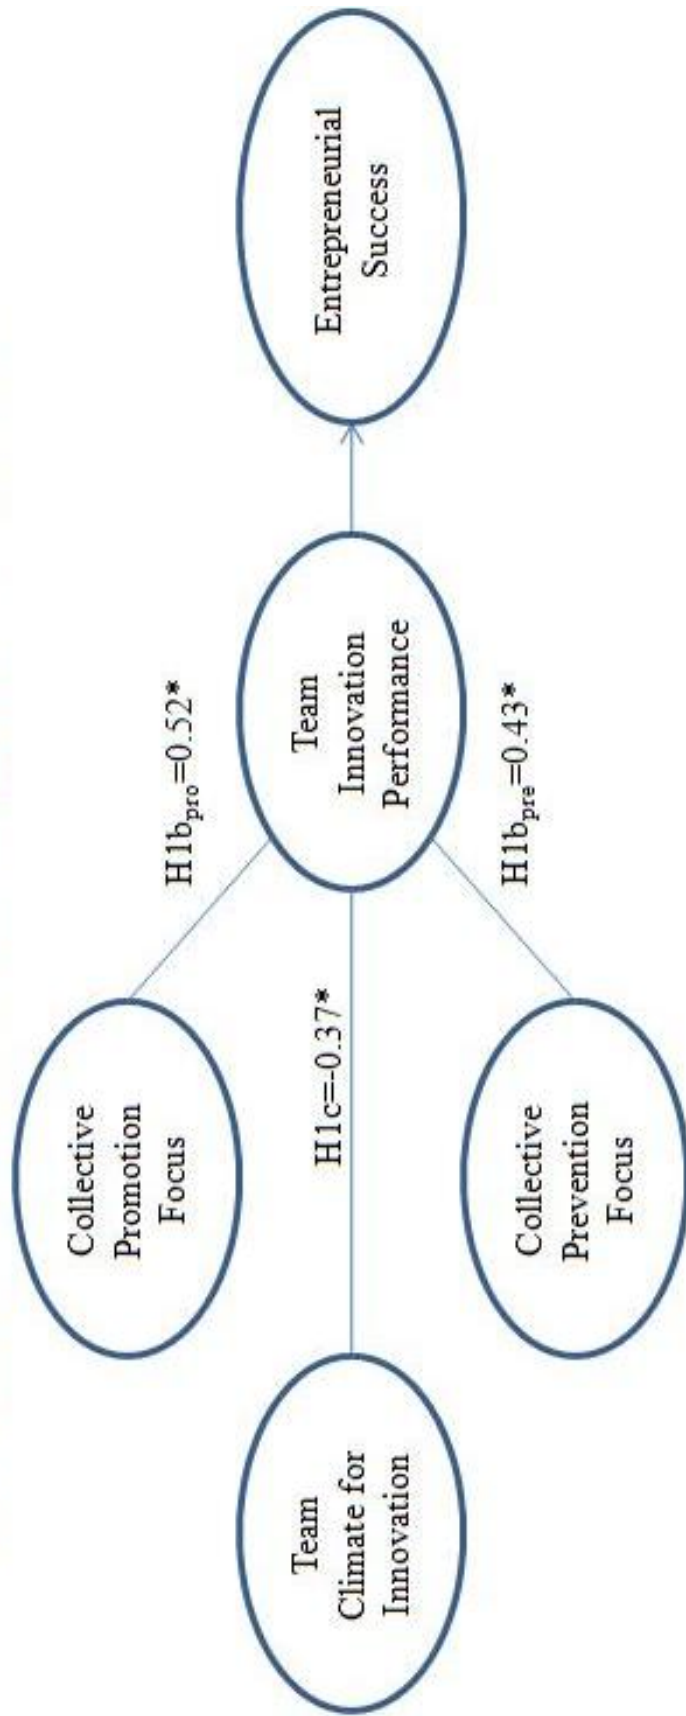 Collective
Promotion
Focus
H1b_pro=0.52*
Team
Climate for
Innovation
H1c=-0.37*
Team
Innovation
Performance
Entrepreneurial
Success
Collective
Prevention
Focus
H1b_pre=0.43*